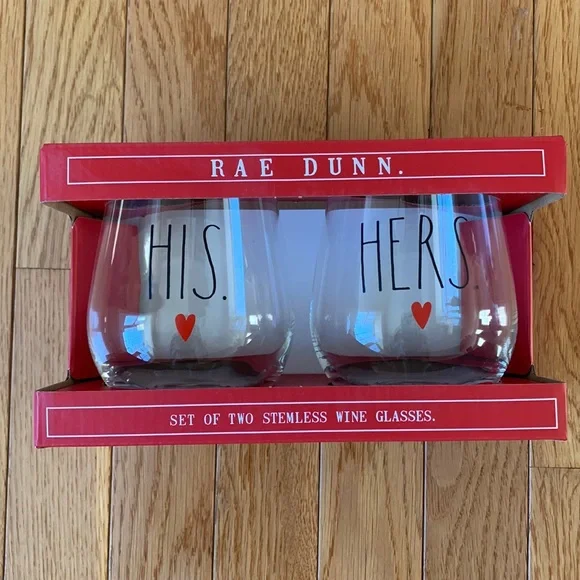 RAE DUNN.
HIS.
HERS.
SET OF TWO STEMLESS WINE GLASSES.